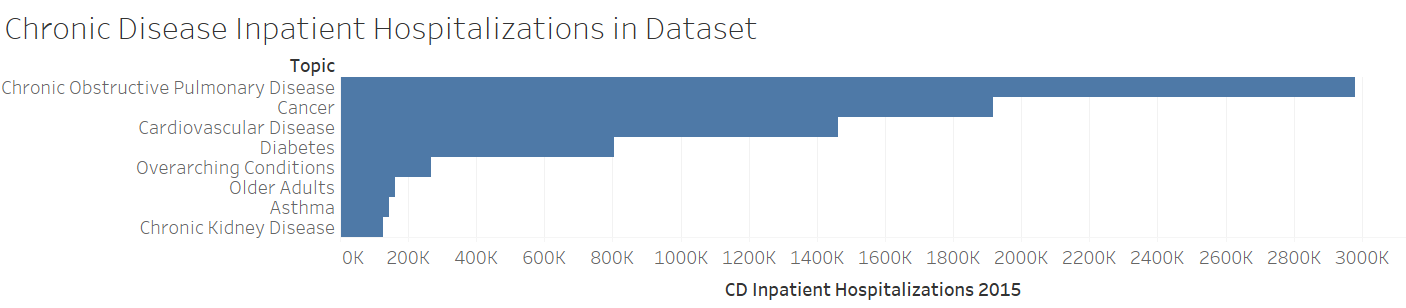 Chronic Disease Inpatient Hospitalizations in Dataset
Topic
Chronic Obstructive Pulmonary Disease
Cancer
Cardiovascular Disease
Diabetes
Overarching Conditions
Older Adults
Asthma
Chronic Kidney Disease
0K 200K 400K 600K 800K 1000K 1200K 1400K 1600K 1800K 2000K 2200K 2400K 2600K 2800K 3000K
CD Inpatient Hospitalizations 2015